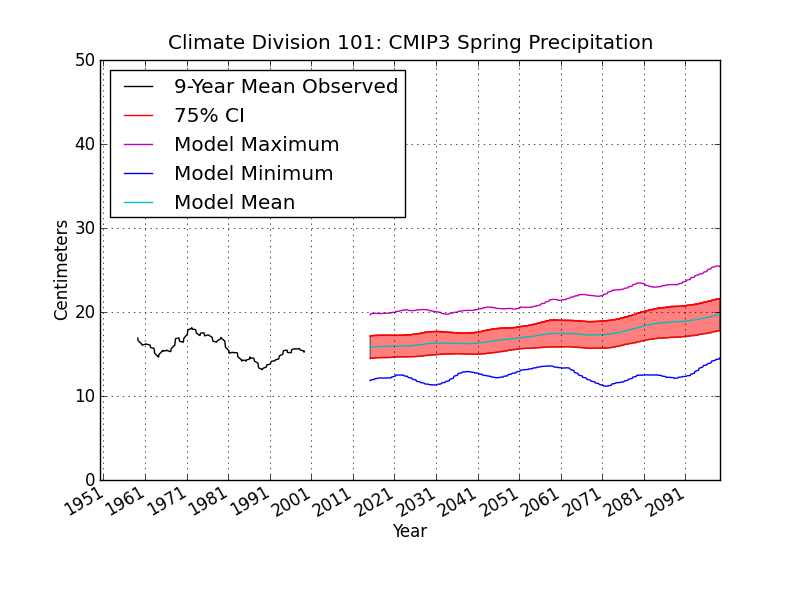 Climate Division 101: CMIP3 Spring Precipitation
50
40
30
20
10
0
Centimeters
9-Year Mean Observed
75% CI
Model Maximum
Model Minimum
Model Mean
1951
1961
1971
1981
1991
2001
2011
2021
2031
2041
2051
2061
2071
2081
2091
Year